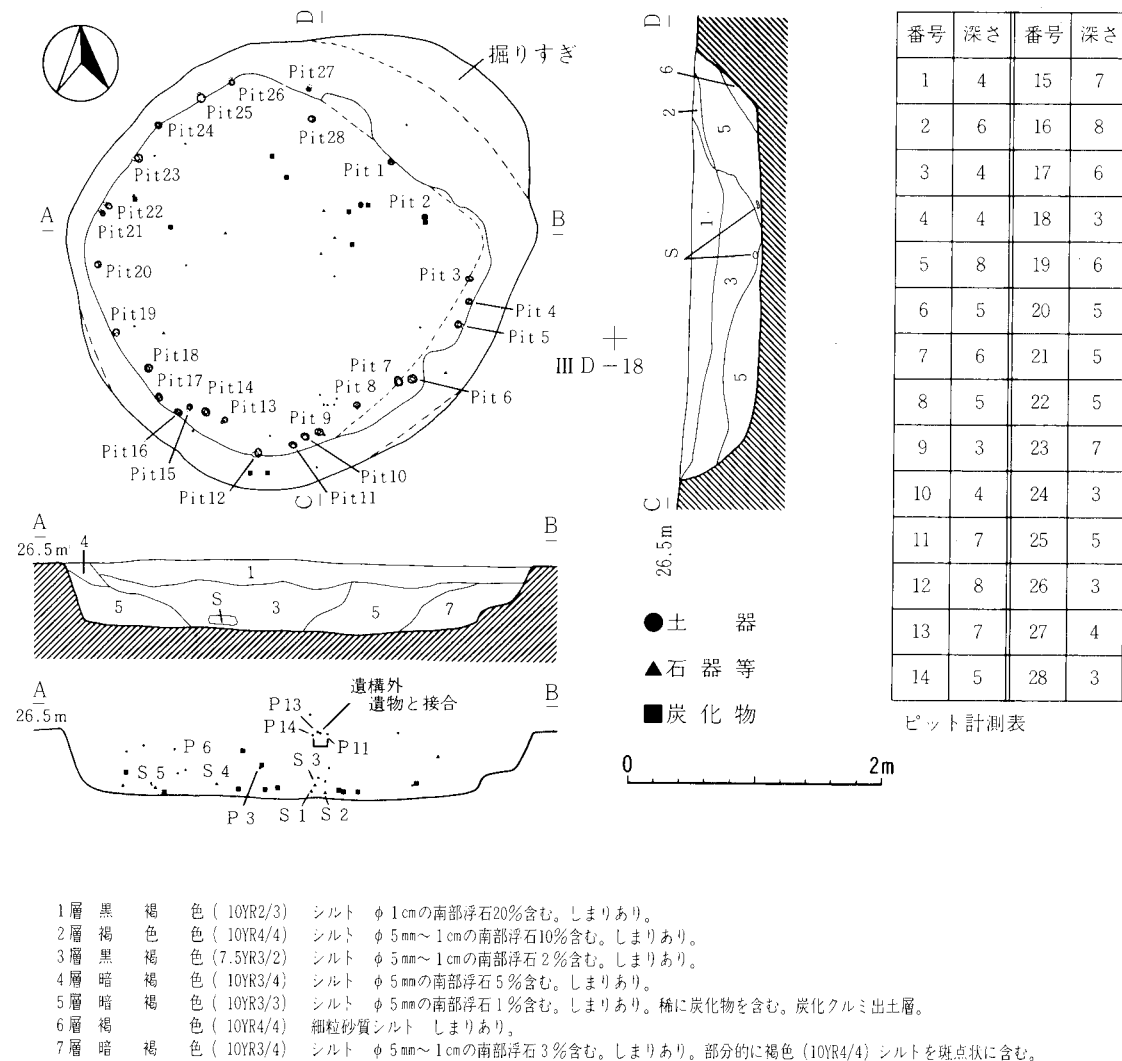 D
掘りすぎ
Pit27
Pit26
Pit25
Pit28
Pit24
Pit 1
Pit23
Pit 2
A
B
Pit22
Pit21
Pit20
Pit 3
Pit 4
Pit19
Pit 5
ⅢD-18
Pit18
Pit 7
Pit17
Pit14
Pit 8
Pit13
Pit 6
Pit 9
Pit16
Pit15
Pit10
Pit12
Pit11
C
D
6
2
5
1
S
3
5
C
26.5m
番号 深さ 番号 深さ
1 4 15 7
2 6 16 8
3 4 17 6
4 4 18 3
5 8 19 6
6 5 20 5
7 6 21 5
8 5 22 5
9 3 23 7
10 4 24 3
11 7 25 5
12 8 26 3
13 7 27 4
14 5 28 3
ピット計測表
A
B
26.5m
4
1
5
S
3
5
7
A
B
26.5m
遺構外
遺物と接合
P13
P14
P11
P 6
S 3
S 5
S 4
P 3
S 1
S 2
●土 器
▲石 器 等
■炭 化 物
0 2m
1層 黒 褐 色 ( 10YR2/3) シルト φ1cmの南部浮石20%含む。しまりあり。
2層 褐 色 色 ( 10YR4/4) シルト φ5mm～1cmの南部浮石10%含む。しまりあり。
3層 黒 褐 色 (7.5YR3/2) シルト φ5mm～1cmの南部浮石2%含む。しまりあり。
4層 暗 褐 色 ( 10YR3/4) シルト φ5mmの南部浮石5%含む。しまりあり。
5層 暗 褐 色 ( 10YR3/3) シルト φ5mmの南部浮石1%含む。しまりあり。稀に炭化物を含む。炭化クルミ出土層。
6層 褐 色 ( 10YR4/4) 細粒砂質シルト しまりあり。
7層 暗 褐 色 ( 10YR3/4) シルト φ5mm～1cmの南部浮石3%含む。しまりあり。部分的に褐色 (10YR4/4) シルトを斑点状に含む。